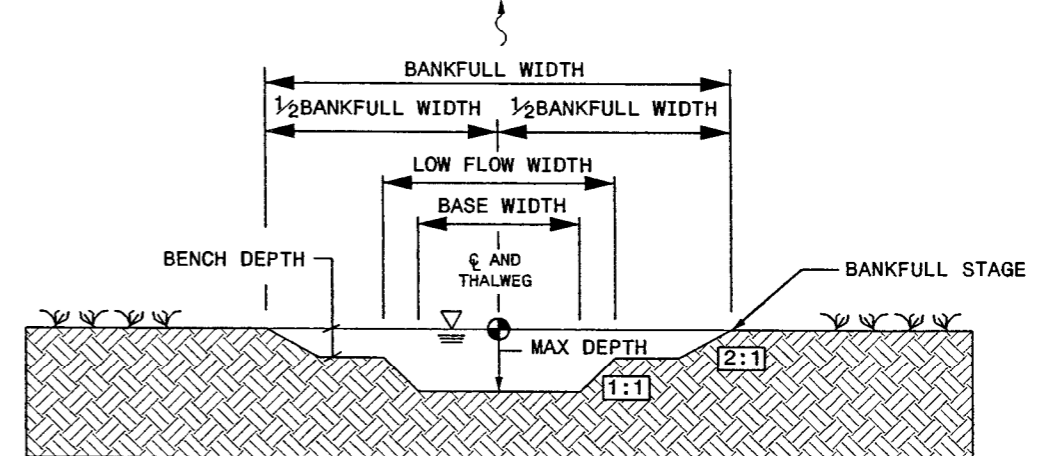 BANKFULL WIDTH
½BANKFULL WIDTH
½BANKFULL WIDTH
LOW FLOW WIDTH
BASE WIDTH
BENCH DEPTH
℄ AND
THALWEG
BANKFULL STAGE
MAX DEPTH
2:1
1:1